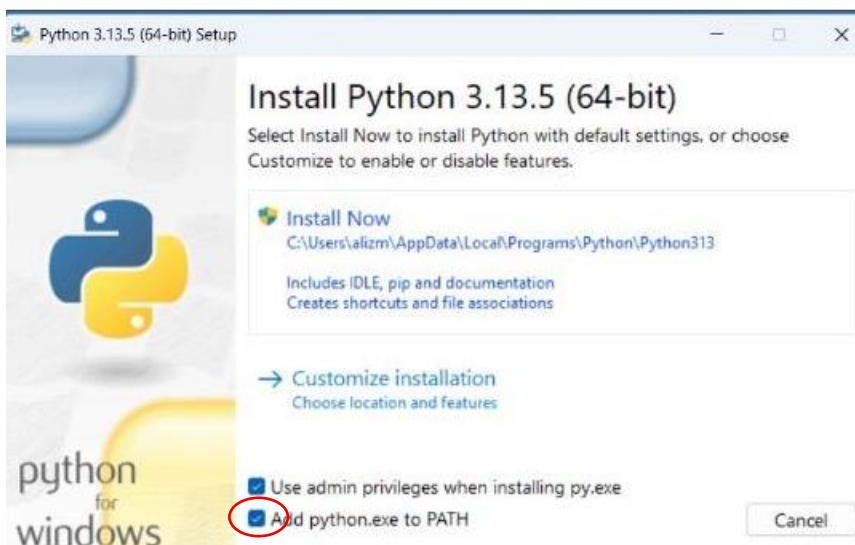 Python 3.13.5 (64-bit) Setup
Install Python 3.13.5 (64-bit)
Select Install Now to install Python with default settings, or choose
Customize to enable or disable features.
Install Now
C:\Users\alizm\AppData\Local\Programs\Python\Python313
Includes IDLE, pip and documentation
Creates shortcuts and file associations
Customize installation
Choose location and features
Use admin privileges when installing py.exe
Add python.exe to PATH
Cancel
python
for
windows